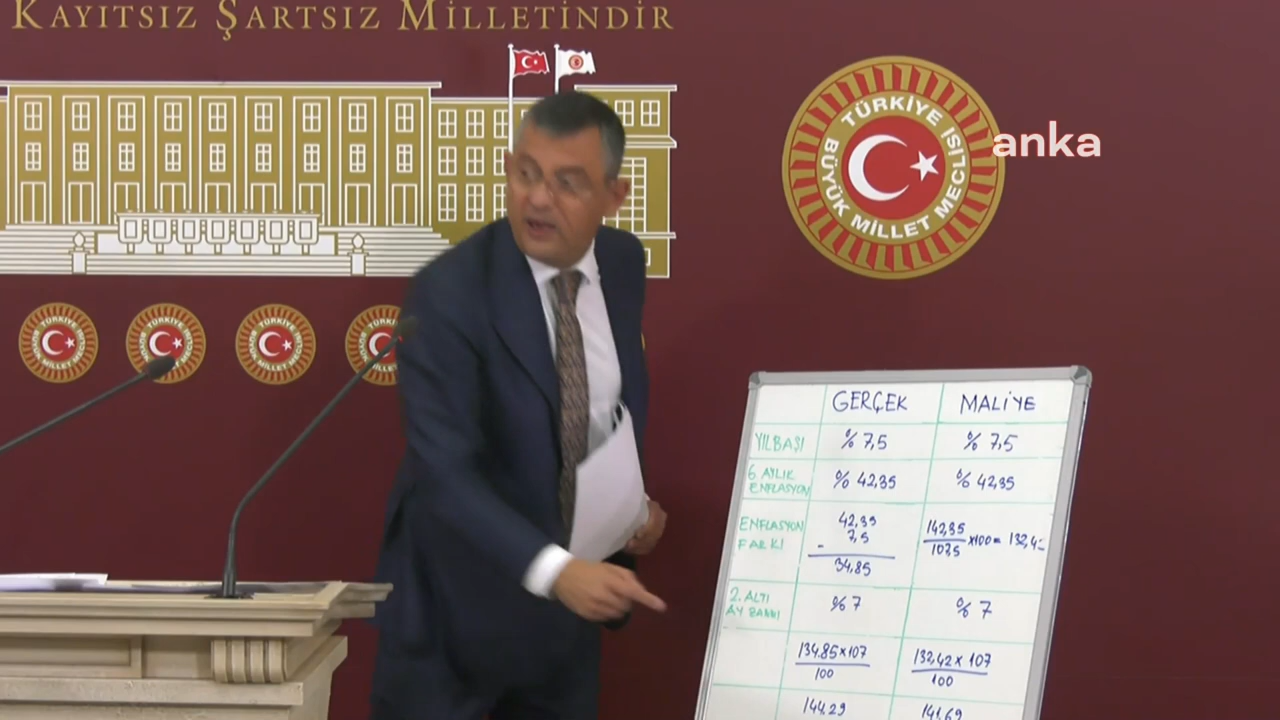 KAYITSIZ ŞARTSIZ MİLLETİNDİR
TÜRKİYE
BÜYÜK MİLLET MECLİSİ
anka
GERÇEK MALİYE
YILBAŞI % 7,5 % 7,5
6 AYLIK ENFLASYON % 42,35 % 42,35
ENFLASYON FARKI
42,35
- 7,5
34,85
142,35
107,5 x100 = 132,42
2. ALTI AY ZAMMI % 7 % 7
134,85 x 107
100
132,42 x 107
100
144,29 141,69